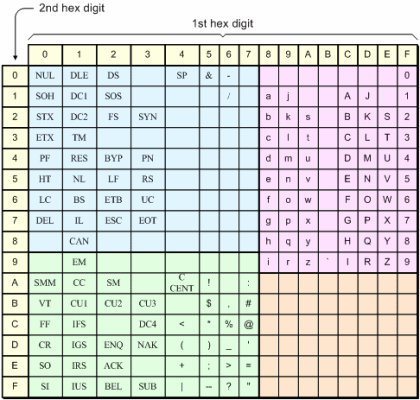 2nd hex digit
1st hex digit
0 1 2 3 4 5 6 7 8 9 A B C D E F
0 NUL DLE DS SP & - 0
1 SOH DC1 SOS / a j A J 1
2 STX DC2 FS SYN b k s B K S 2
3 ETX TM c l t C L T 3
4 PF RES BYP PN d m u D M U 4
5 HT NL LF RS e n v E N V 5
6 LC BS ETB UC f o w F O W 6
7 DEL IL ESC EOT g p x G P X 7
8 CAN h q y H Q Y 8
9 EM i r z ` I R Z 9
A SMM CC SM C CENT ! :
B VT CU1 CU2 CU3 $ , #
C FF IFS DC4 < * % @
D CR IGS ENQ NAK ( ) _ '
E SO IRS ACK + ; > =
F SI IUS BEL SUB | -- ? "